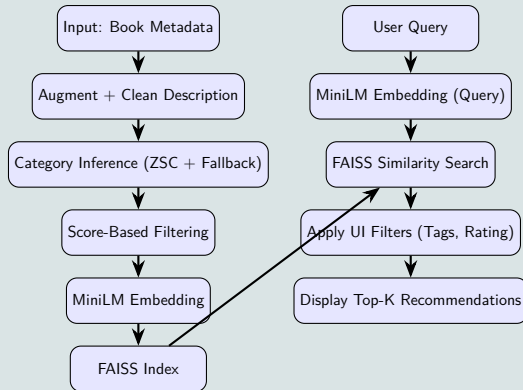 Input: Book Metadata
Augment + Clean Description
Category Inference (ZSC + Fallback)
Score-Based Filtering
MiniLM Embedding
FAISS Index
User Query
MiniLM Embedding (Query)
FAISS Similarity Search
Apply UI Filters (Tags, Rating)
Display Top-K Recommendations